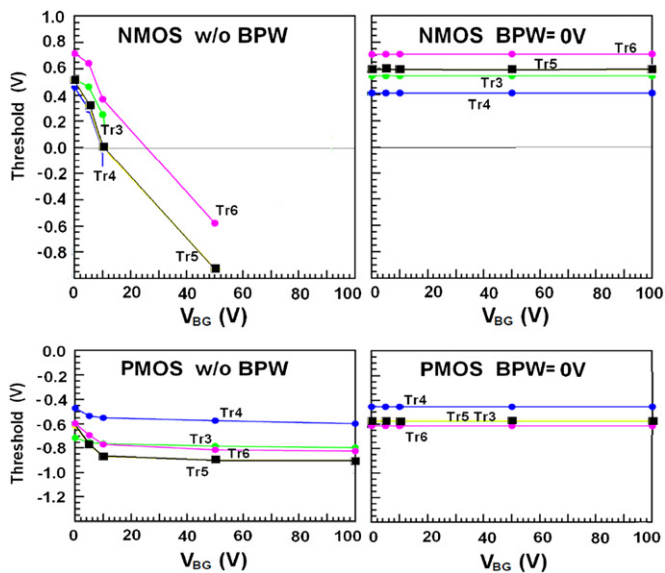 NMOS w/o BPW
Threshold (V)
1.0
0.8
0.6
0.4
0.2
0.0
-0.2
-0.4
-0.6
-0.8
Tr3
Tr4
Tr6
Tr5
0 20 40 60 80 100
VBG (V)
NMOS BPW= 0V
Tr6
Tr5
Tr3
Tr4
0 20 40 60 80 100
VBG (V)
PMOS w/o BPW
Threshold (V)
0.0
-0.2
-0.4
-0.6
-0.8
-1.0
-1.2
Tr4
Tr3
Tr6
Tr5
0 20 40 60 80 100
VBG (V)
PMOS BPW= 0V
Tr4
Tr5 Tr3
Tr6
0 20 40 60 80 100
VBG (V)